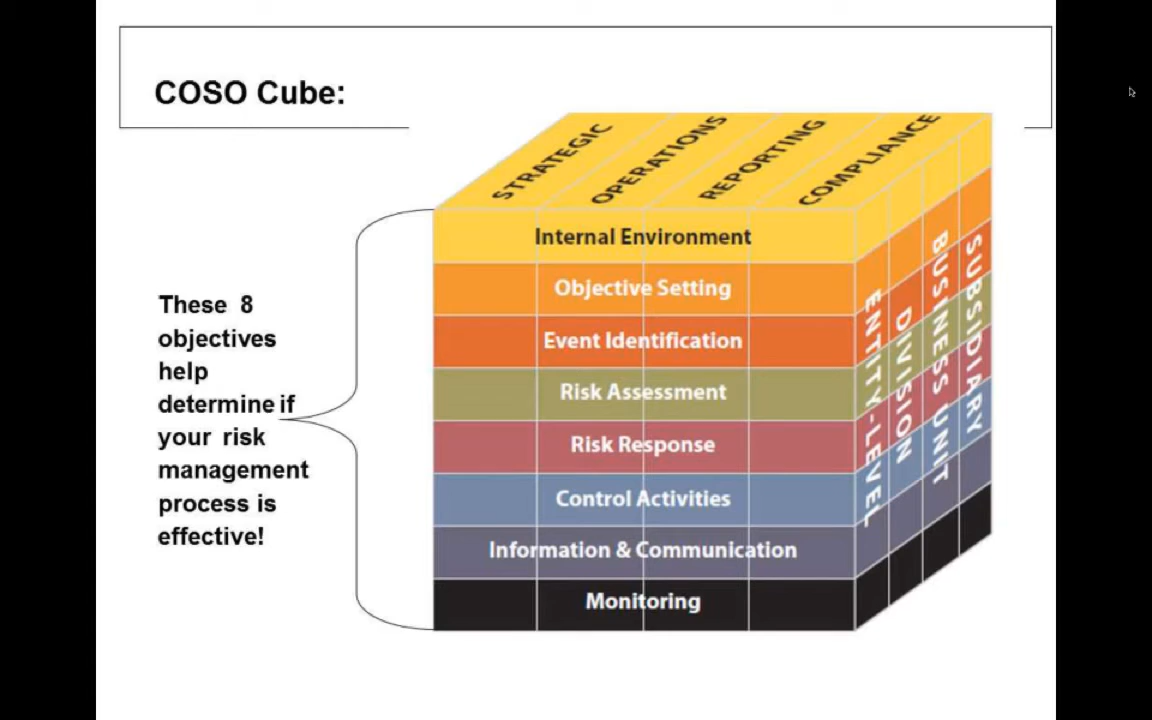 COSO Cube:
STRATEGIC
OPERATIONS
REPORTING
COMPLIANCE
These 8
objectives
help
determine if
your risk
management
process is
effective!
Internal Environment
Objective Setting
Event Identification
Risk Assessment
Risk Response
Control Activities
Information & Communication
Monitoring
ENTITY-LEVEL
DIVISION
BUSINESS UNIT
SUBSIDIARY